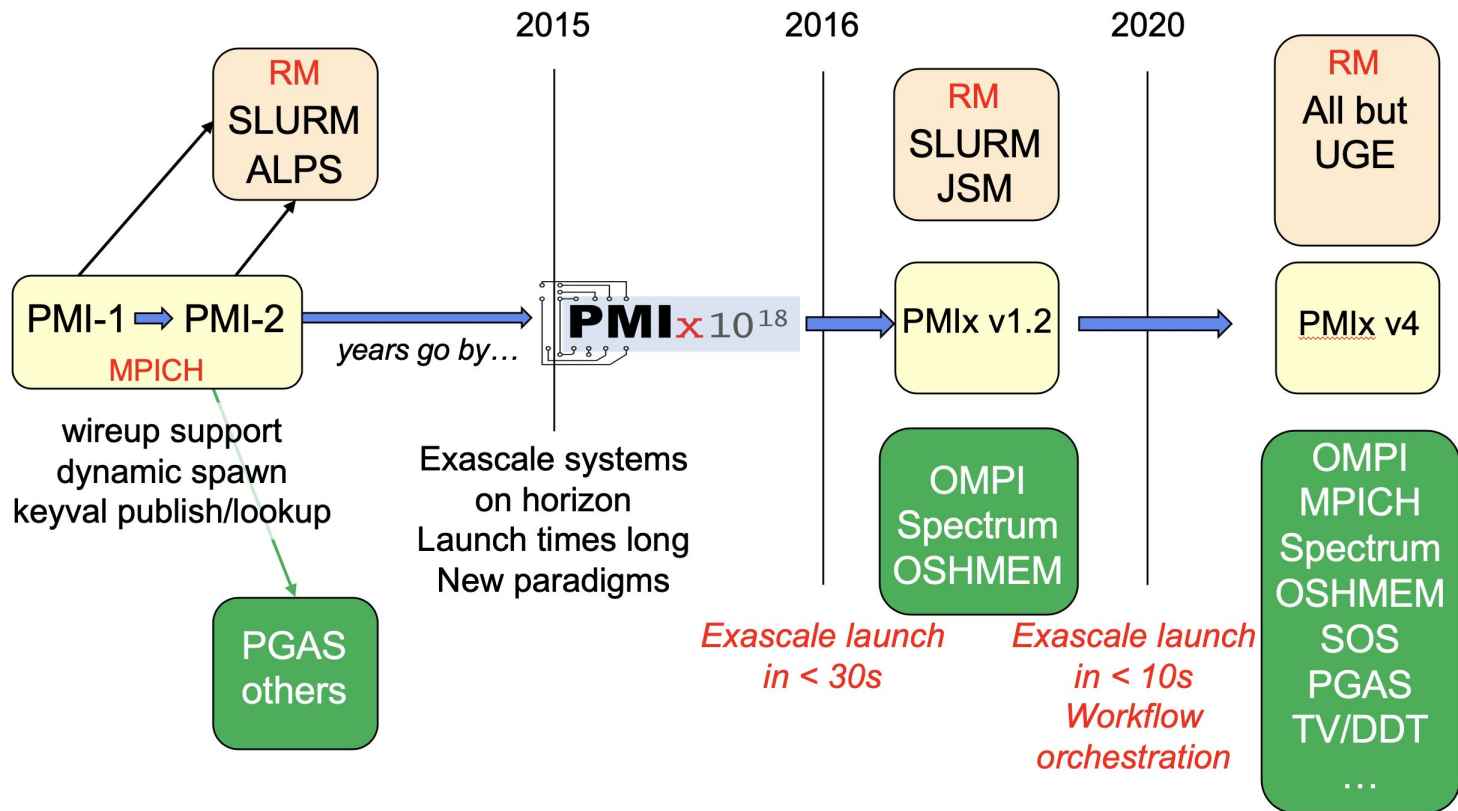 2015
2016
2020
RM
SLURM
ALPS
RM
SLURM
JSM
RM
All but
UGE
PMI-1
PMI-2
MPICH
years go by…
PMIx10¹⁸
PMIx v1.2
PMIx v4
wireup support
dynamic spawn
keyval publish/lookup
Exascale systems
on horizon
Launch times long
New paradigms
PGAS
others
OMPI
Spectrum
OSHMEM
Exascale launch
in < 30s
Exascale launch
in < 10s
Workflow
orchestration
OMPI
MPICH
Spectrum
OSHMEM
SOS
PGAS
TV/DDT
…